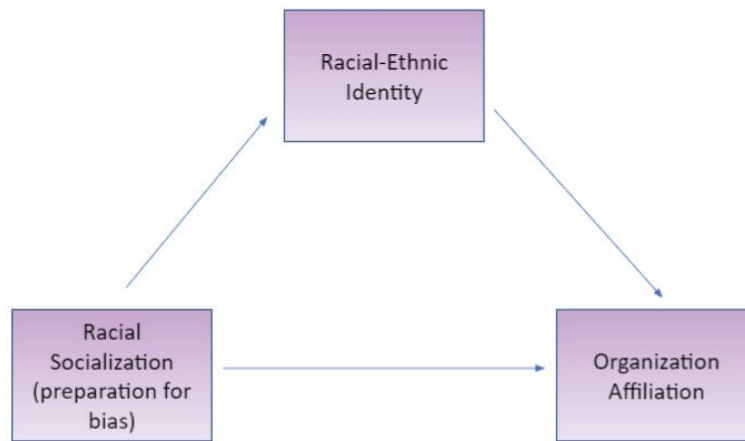 Racial-Ethnic
Identity
Racial
Socialization
(preparation for
bias)
Organization
Affiliation